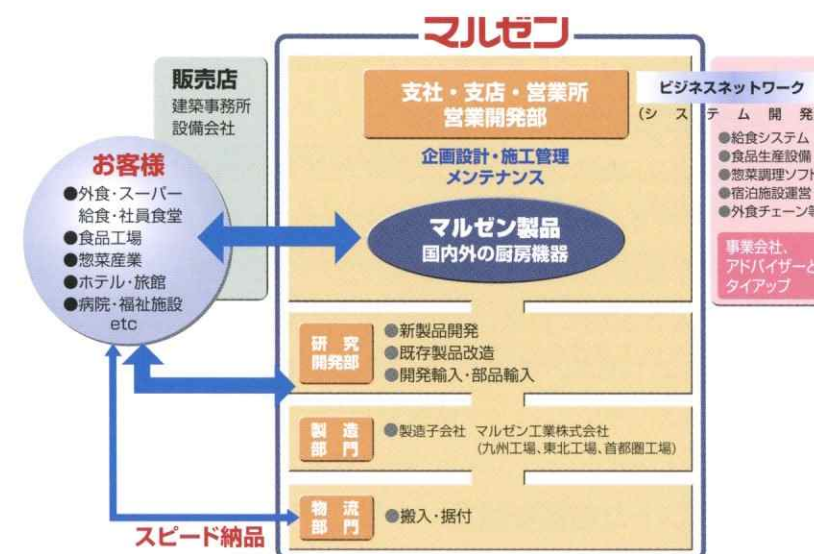 マルゼン
販売店
建築事務所
設備会社
お客様
●外食・スーパー
給食・社員食堂
●食品工場
●惣菜産業
●ホテル・旅館
●病院・福祉施設
etc
支社・支店・営業所
営業開発部
企画設計・施工管理
メンテナンス
マルゼン製品
国内外の厨房機器
ビジネスネットワーク
(システム開発
●給食システム
●食品生産設備
●惣菜調理ソフト
●宿泊施設運営
●外食チェーン等
事業会社、
アドバイザーと
タイアップ
研究
開発部
●新製品開発
●既存製品改造
●開発輸入・部品輸入
製造
部門
●製造子会社 マルゼン工業株式会社
(九州工場、東北工場、首都圏工場)
物流
部門
●搬入・据付
スピード納品